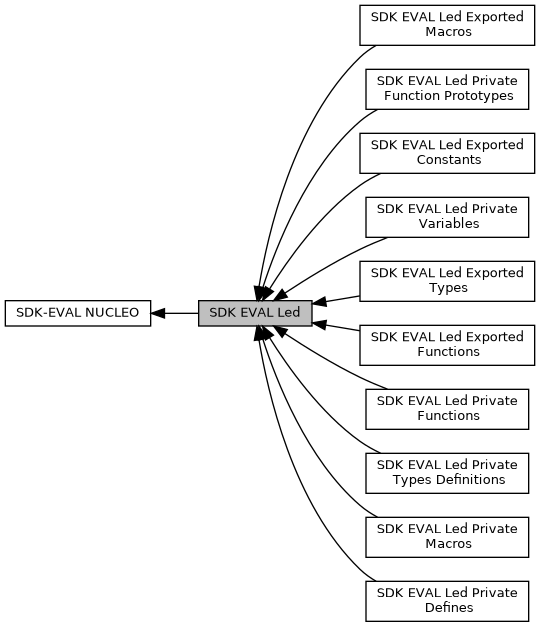 SDK EVAL Led Exported
Macros
SDK EVAL Led Private
Function Prototypes
SDK EVAL Led Exported
Constants
SDK EVAL Led Private
Variables
SDK EVAL Led Exported
Types
SDK-EVAL NUCLEO
SDK EVAL Led
SDK EVAL Led Exported
Functions
SDK EVAL Led Private
Functions
SDK EVAL Led Private
Types Definitions
SDK EVAL Led Private
Macros
SDK EVAL Led Private
Defines